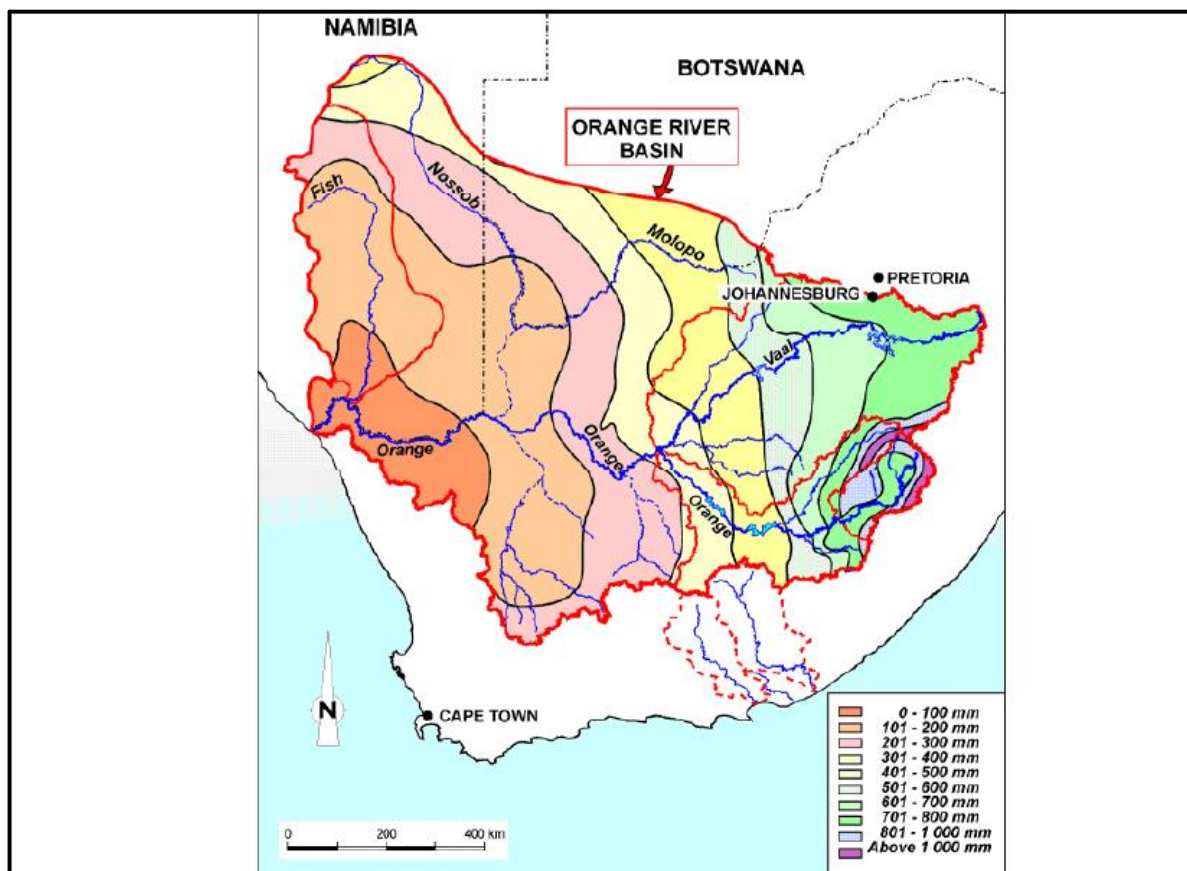 NAMIBIA
BOTSWANA
ORANGE RIVER
BASIN
Fish
Nossob
Molopo
PRETORIA
JOHANNESBURG
Vaal
Orange
Orange
Orange
N
CAPE TOWN
0 - 100 mm
101 - 200 mm
201 - 300 mm
301 - 400 mm
401 - 500 mm
501 - 600 mm
601 - 700 mm
701 - 800 mm
801 - 1 000 mm
Above 1 000 mm
0 200 400 km